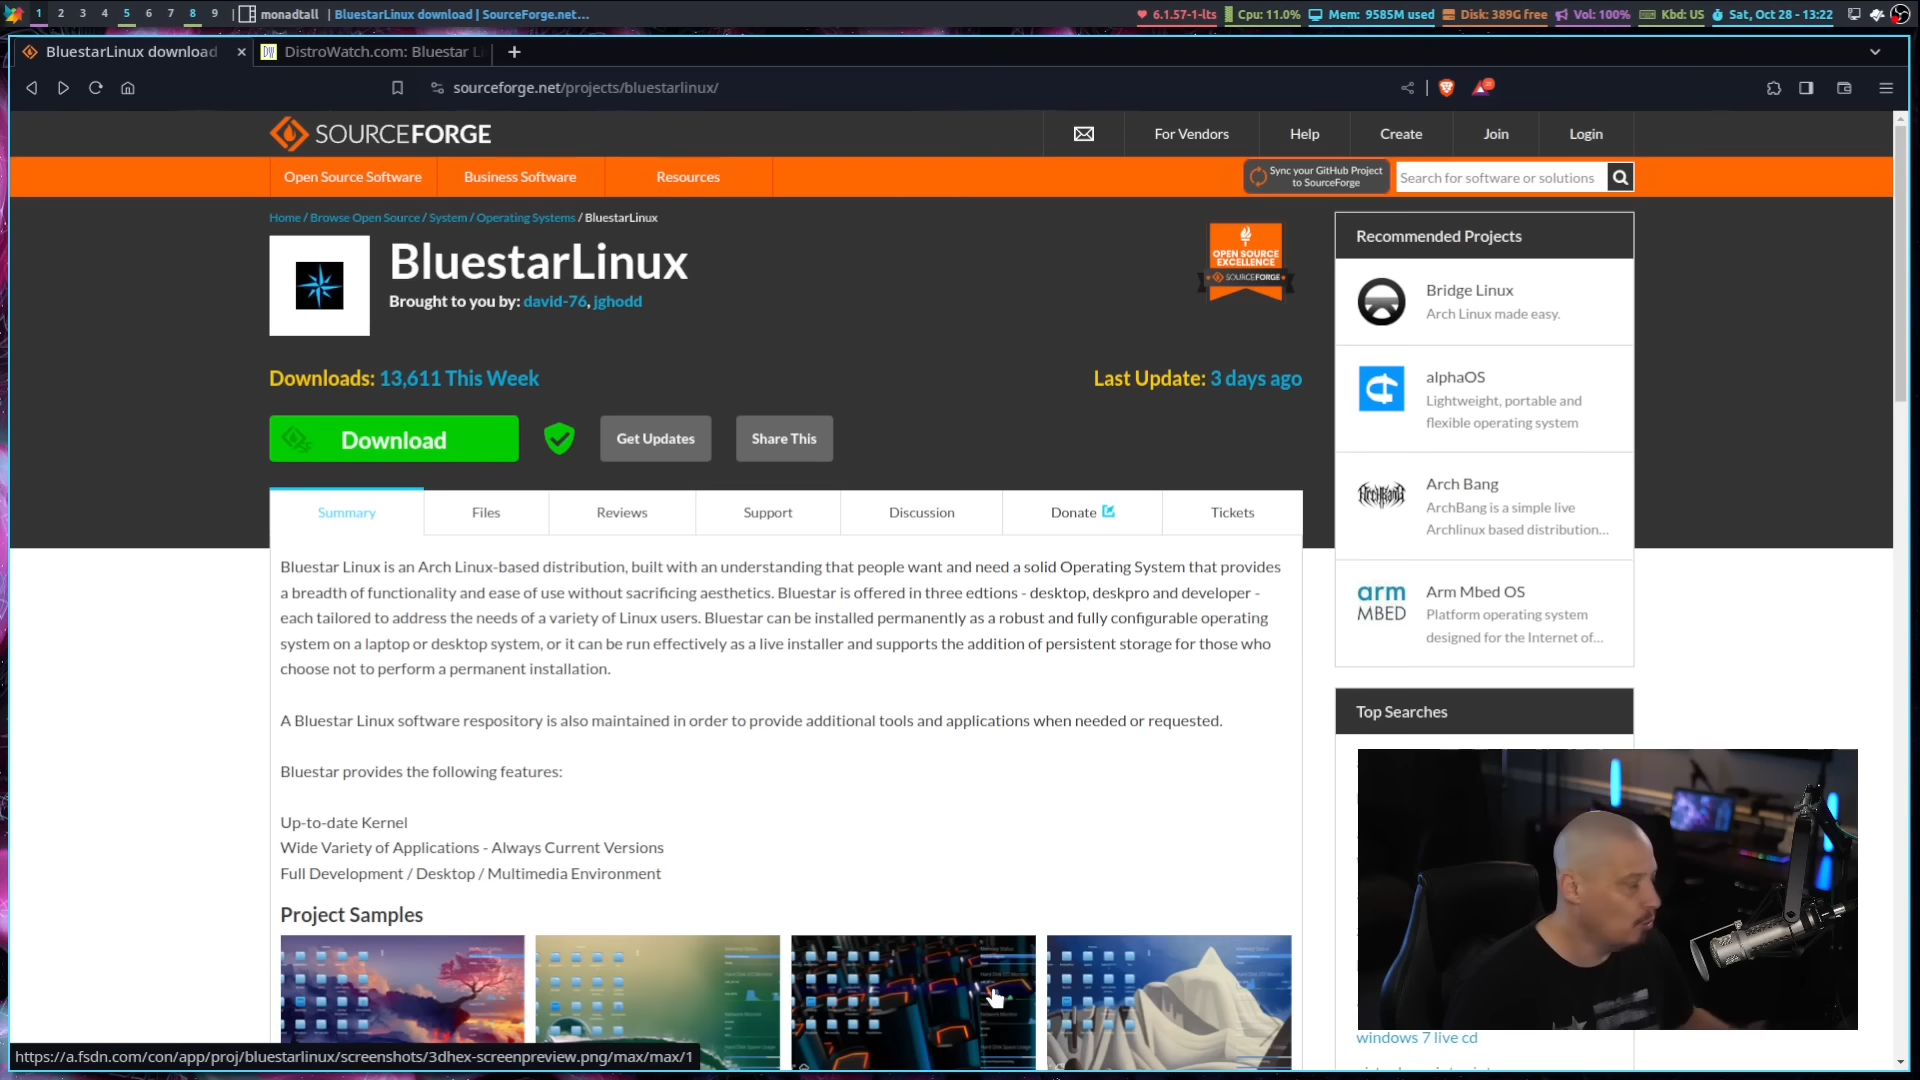 1 2 3 4 5 6 7 8 9 | monadtall | BluestarLinux download | SourceForge.net...
6.1.57-1-lts Cpu: 11.0% Mem: 9585M used Disk: 389G free Vol: 100% Kbd: US Sat, Oct 28 - 13:22
BluestarLinux download
DW DistroWatch.com: Bluestar Li
sourceforge.net/projects/bluestarlinux/
SOURCEFORGE
For Vendors Help Create Join Login
Open Source Software Business Software Resources
Sync your GitHub Project
to SourceForge
Search for software or solutions
Home / Browse Open Source / System / Operating Systems / BluestarLinux
BluestarLinux
Brought to you by: david-76, jghodd
OPEN SOURCE
EXCELLENCE
SOURCEFORGE
Downloads: 13,611 This Week
Last Update: 3 days ago
Download
Get Updates
Share This
Summary Files Reviews Support Discussion Donate Tickets
Bluestar Linux is an Arch Linux-based distribution, built with an understanding that people want and need a solid Operating System that provides
a breadth of functionality and ease of use without sacrificing aesthetics. Bluestar is offered in three edtions - desktop, deskpro and developer -
each tailored to address the needs of a variety of Linux users. Bluestar can be installed permanently as a robust and fully configurable operating
system on a laptop or desktop system, or it can be run effectively as a live installer and supports the addition of persistent storage for those who
choose not to perform a permanent installation.
A Bluestar Linux software respository is also maintained in order to provide additional tools and applications when needed or requested.
Bluestar provides the following features:
Up-to-date Kernel
Wide Variety of Applications - Always Current Versions
Full Development / Desktop / Multimedia Environment
Project Samples
Recommended Projects
Bridge Linux
Arch Linux made easy.
alphaOS
Lightweight, portable and
flexible operating system
ARCHBANG
Arch Bang
ArchBang is a simple live
Archlinux based distribution...
arm
MBED
Arm Mbed OS
Platform operating system
designed for the Internet of...
Top Searches
windows 7 live cd
https://a.fsdn.com/con/app/proj/bluestarlinux/screenshots/3dhex-screenpreview.png/max/max/1